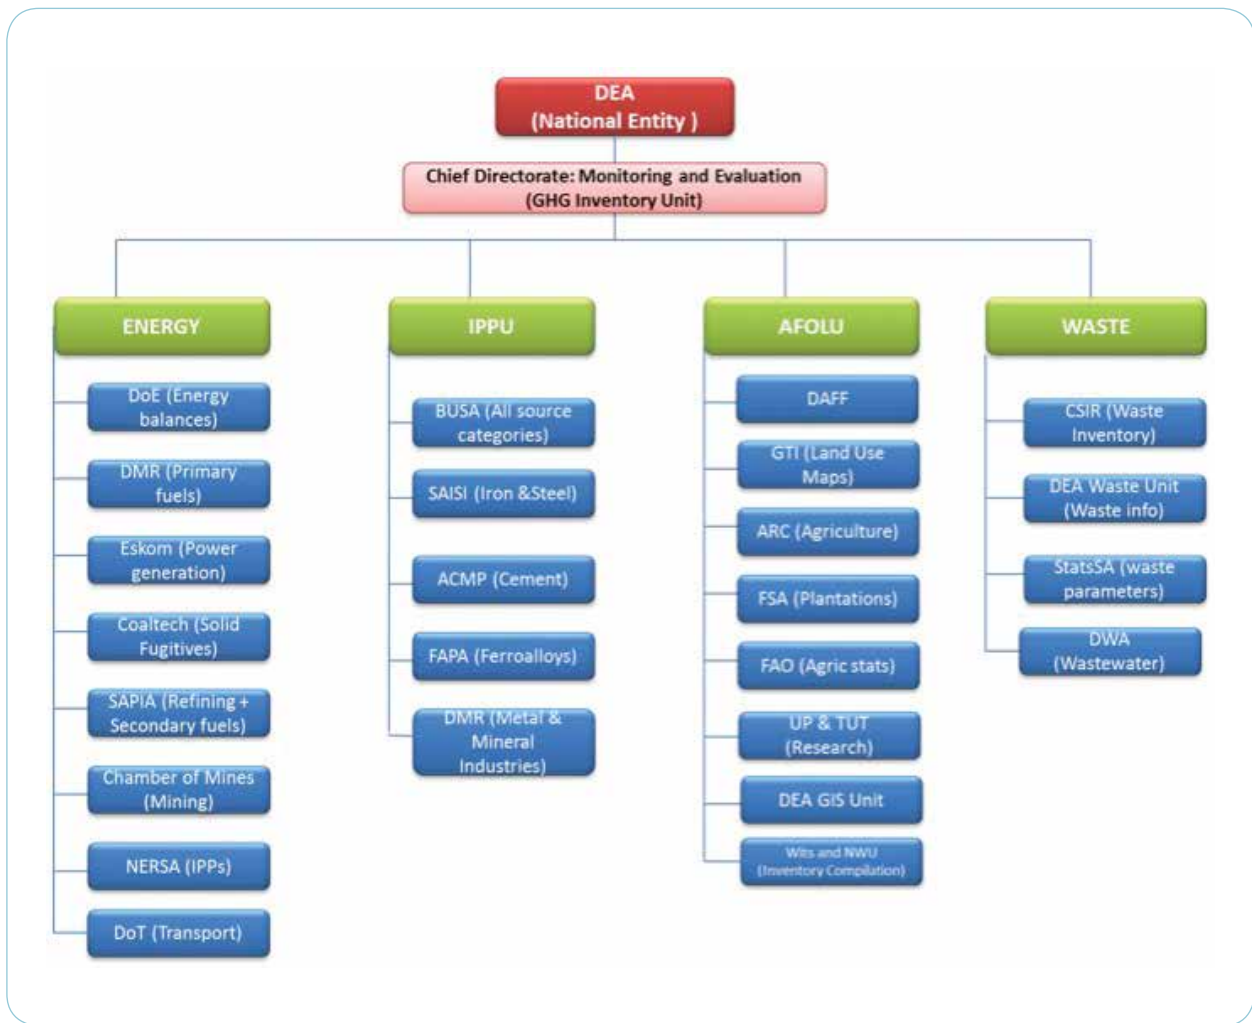 DEA
(National Entity )
Chief Directorate: Monitoring and Evaluation
(GHG Inventory Unit)
ENERGY
DoE (Energy
balances)
DMR (Primary
fuels)
Eskom (Power
generation)
Coaltech (Solid
Fugitives)
SAPIA (Refining +
Secondary fuels)
Chamber of Mines
(Mining)
NERSA (IPPs)
DoT (Transport)
IPPU
BUSA (All source
categories)
SAISI (Iron &Steel)
ACMP (Cement)
FAPA (Ferroalloys)
DMR (Metal &
Mineral
Industries)
AFOLU
DAFF
GTI (Land Use
Maps)
ARC (Agriculture)
FSA (Plantations)
FAO (Agric stats)
UP & TUT
(Research)
DEA GIS Unit
Wits and NWU
(Inventory Compilation)
WASTE
CSIR (Waste
Inventory)
DEA Waste Unit
(Waste info)
StatsSA (waste
parameters)
DWA
(Wastewater)